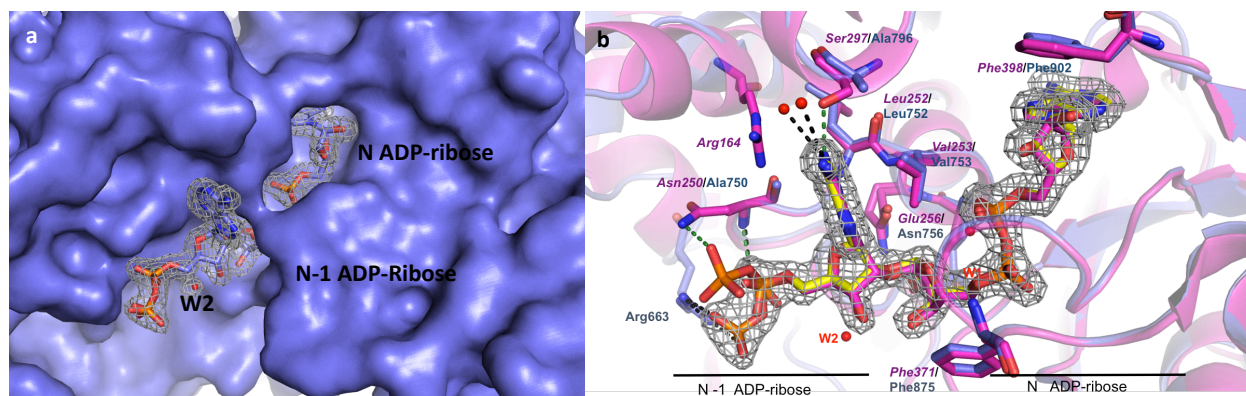 a
N ADP-ribose
N-1 ADP-Ribose
W2
b
Ser297/Ala796
Phe398/Phe902
Leu252/
Leu752
Arg164
Val253/
Val753
Asn250/Ala750
Glu256/
Asn756
Arg663
W2
Phe371/
Phe875
N -1 ADP-ribose
N ADP-ribose